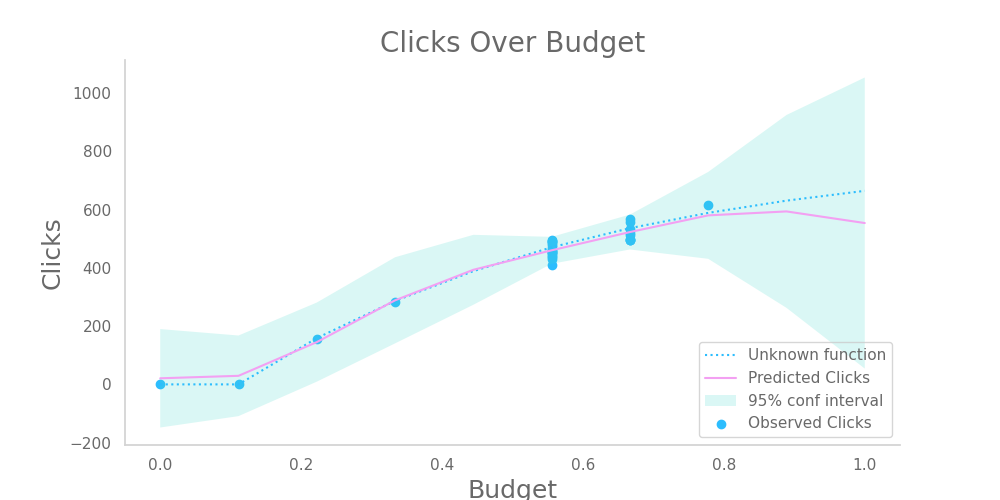 Clicks Over Budget
Clicks
1000
800
600
400
200
0
−200
0.0
0.2
0.4
0.6
0.8
1.0
Budget
Unknown function
Predicted Clicks
95% conf interval
Observed Clicks